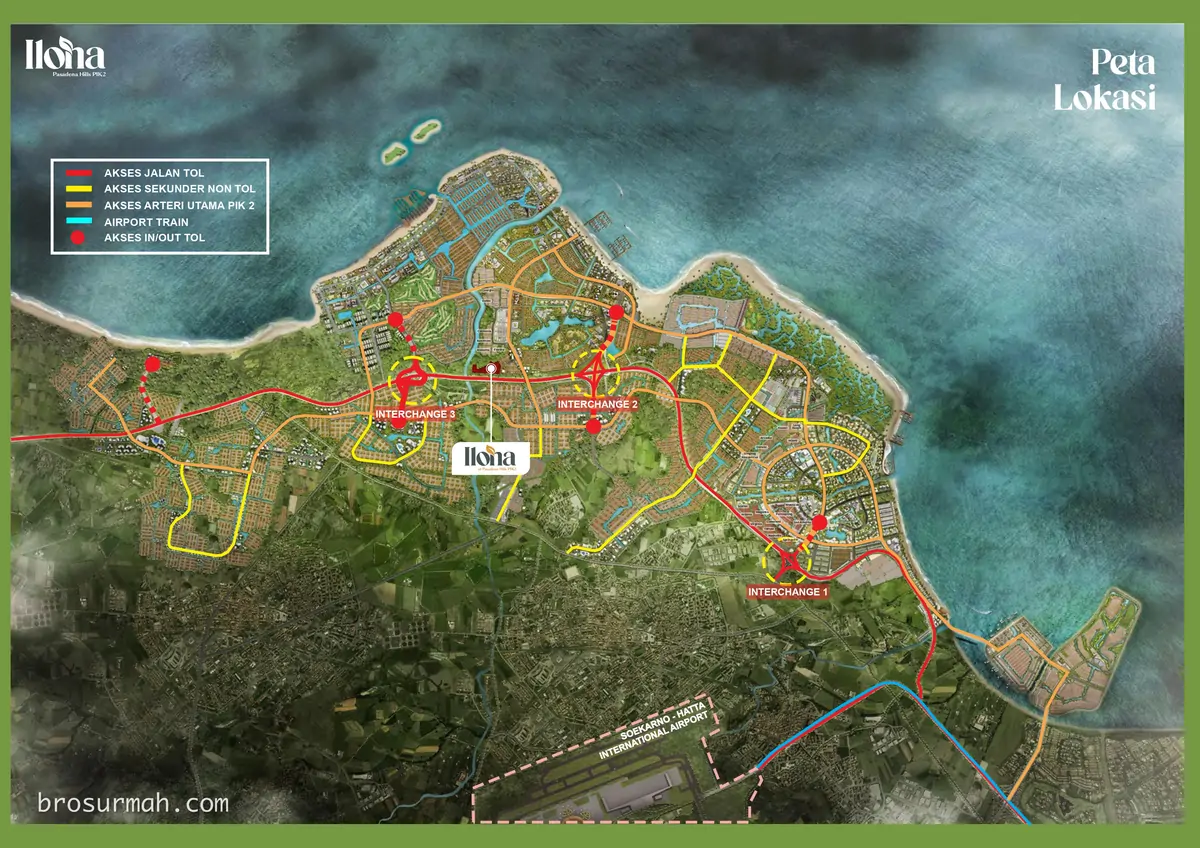 Ilona
Pasadena Hills PIK2
Peta
Lokasi
AKSES JALAN TOL
AKSES SEKUNDER NON TOL
AKSES ARTERI UTAMA PIK 2
AIRPORT TRAIN
AKSES IN/OUT TOL
INTERCHANGE 3
INTERCHANGE 2
Ilona
at Pasadena Hills PIK2
INTERCHANGE 1
SOEKARNO - HATTA
INTERNATIONAL AIRPORT
brosurmah.com